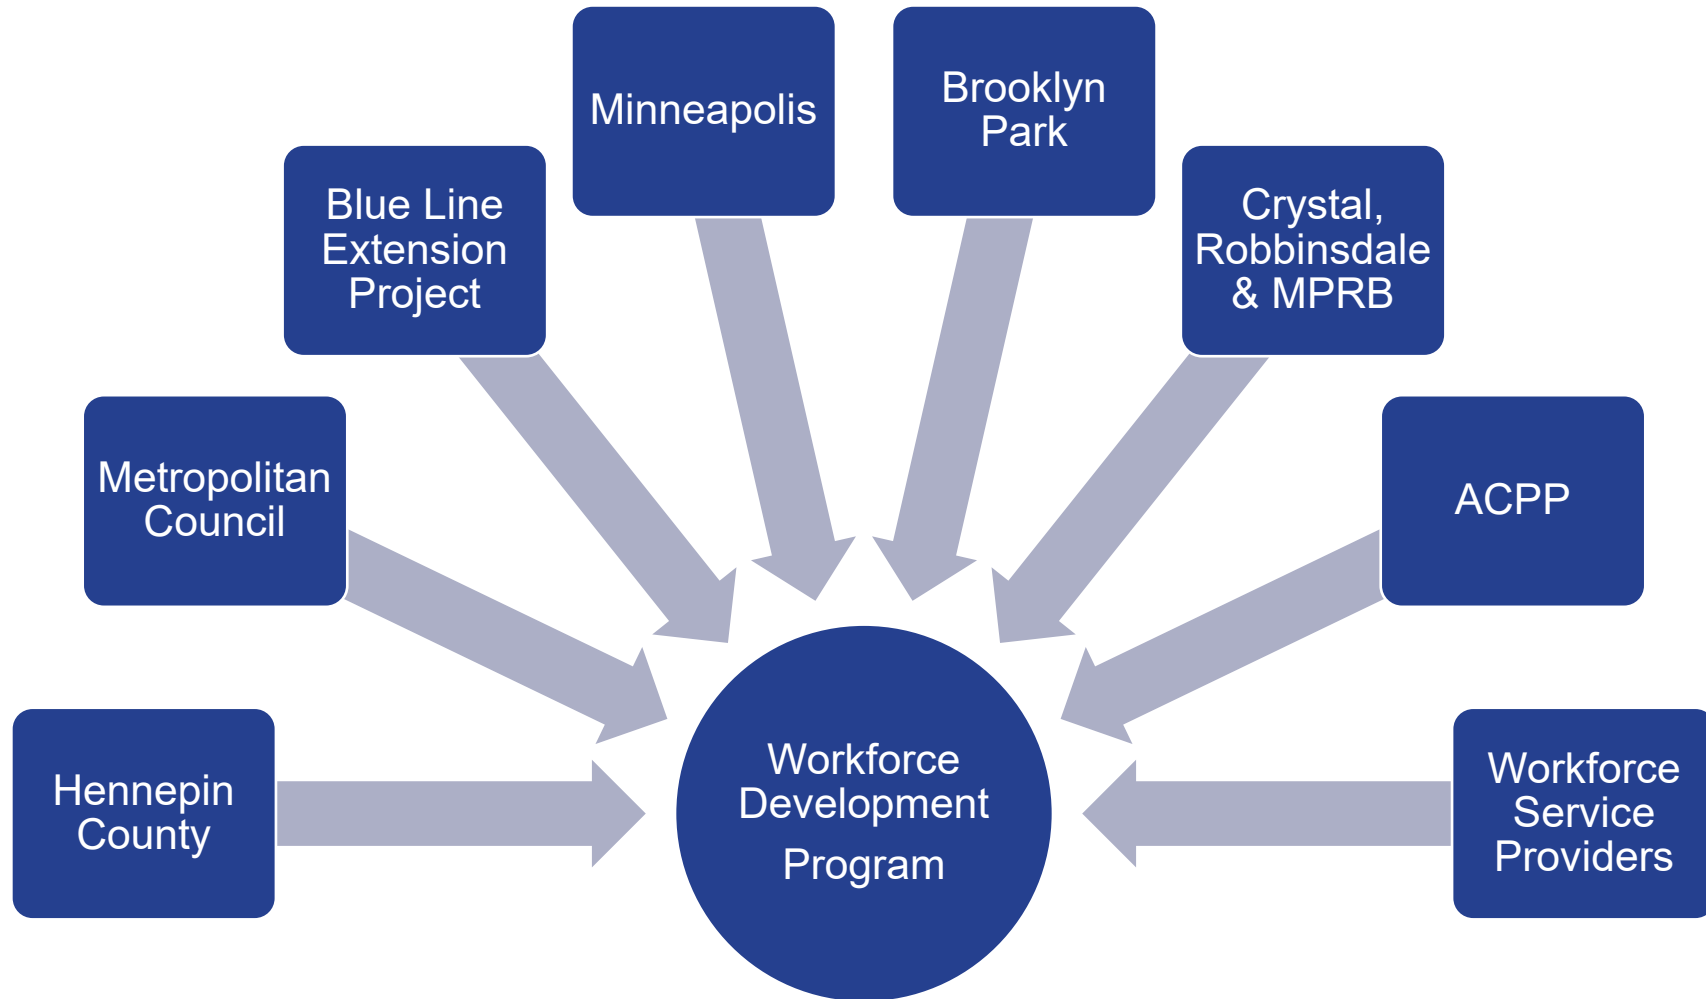 Minneapolis
Brooklyn
Park
Blue Line
Extension
Project
Crystal,
Robbinsdale
& MPRB
Metropolitan
Council
ACPP
Hennepin
County
Workforce
Development
Program
Workforce
Service
Providers